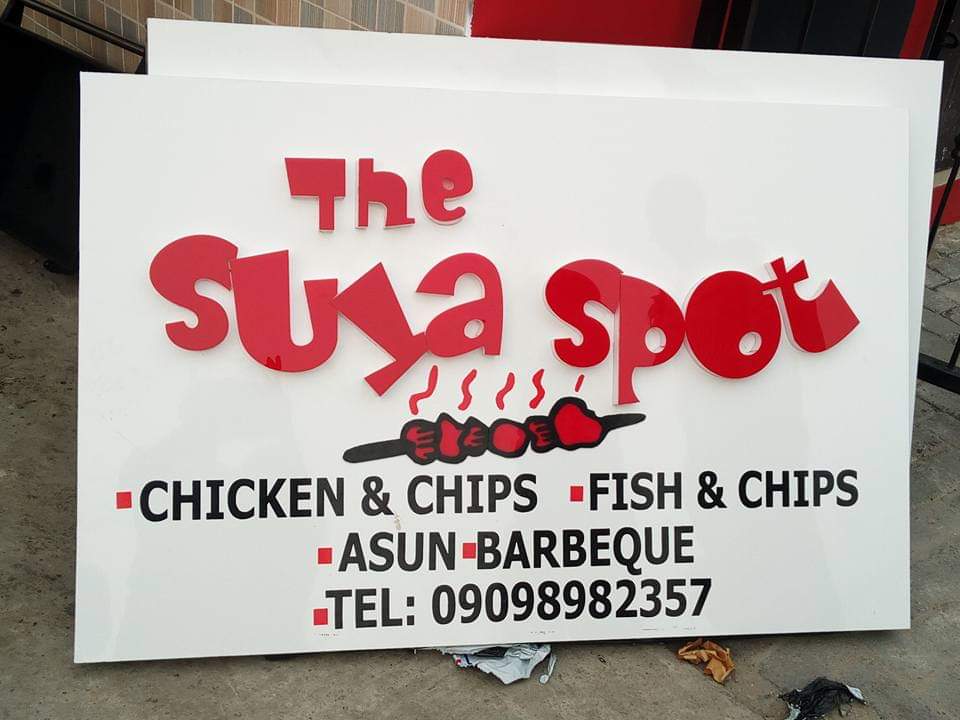 The
Suya Spot
CHICKEN & CHIPS FISH & CHIPS
ASUN BARBEQUE
TEL: 09098982357